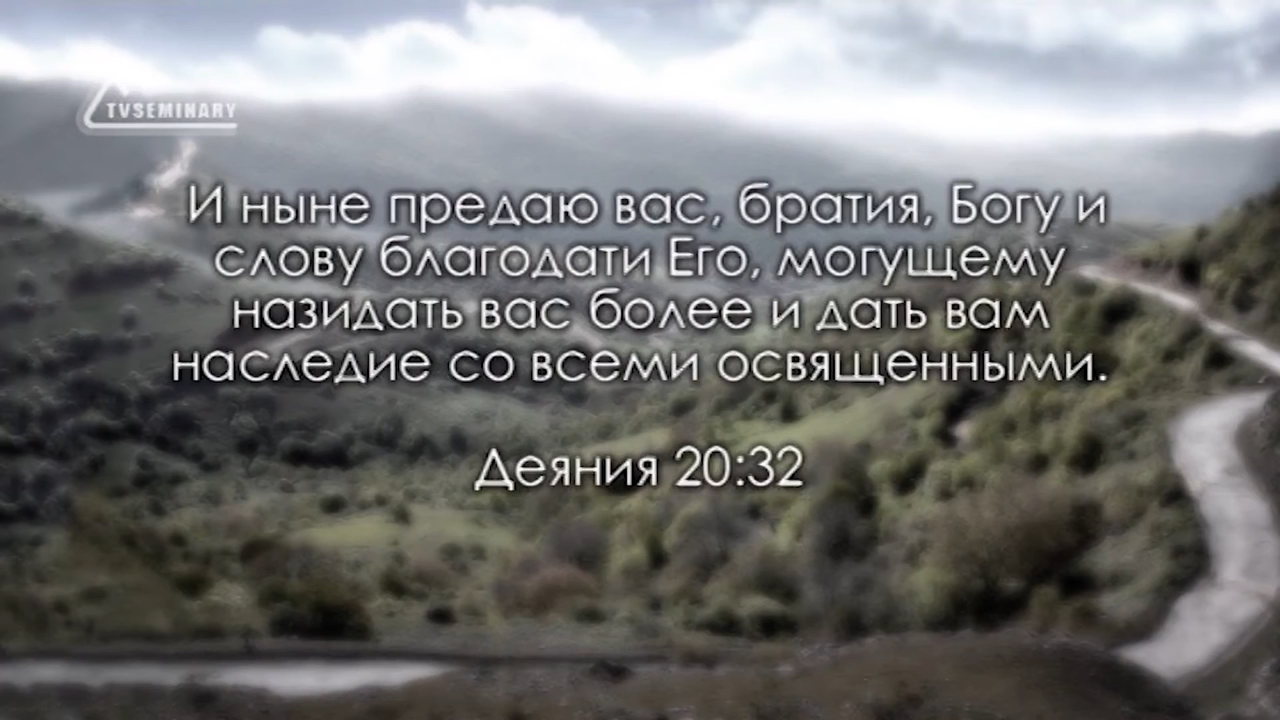 TVSEMINARY
И ныне предаю вас, братия, Богу и
слову благодати Его, могущему
назидать вас более и дать вам
наследие со всеми освященными.
Деяния 20:32